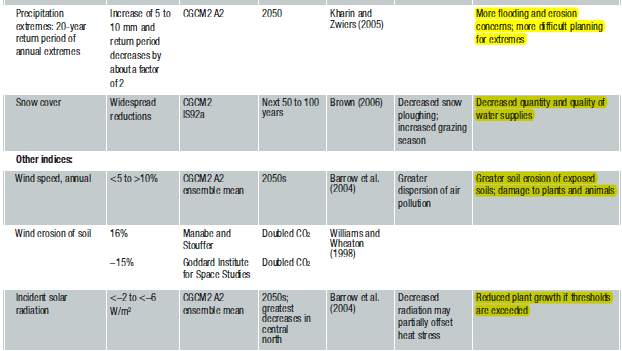 Precipitation
extremes: 20-year
return period of
annual extremes
Increase of 5 to
10 mm and
return period
decreases by
about a factor
of 2
CGCM2 A2
2050
Kharin and
Zwiers (2005)
More flooding and erosion
concerns; more difficult planning
for extremes
Snow cover
Widespread
reductions
CGCM2
IS92a
Next 50 to 100
years
Brown (2006)
Decreased snow
ploughing;
increased grazing
season
Decreased quantity and quality of
water supplies
Other indices:
Wind speed, annual
<5 to >10%
CGCM2 A2
ensemble mean
2050s
Barrow et al.
(2004)
Greater
dispersion of air
pollution
Greater soil erosion of exposed
soils; damage to plants and animals
Wind erosion of soil
16%
Manabe and
Stouffer
Doubled CO₂
Williams and
Wheaton
(1998)
–15%
Goddard Institute
for Space Studies
Doubled CO₂
Incident solar
radiation
<–2 to <–6
W/m²
CGCM2 A2
ensemble mean
2050s;
greatest
decreases in
central
north
Barrow et al.
(2004)
Decreased
radiation may
partially offset
heat stress
Reduced plant growth if thresholds
are exceeded